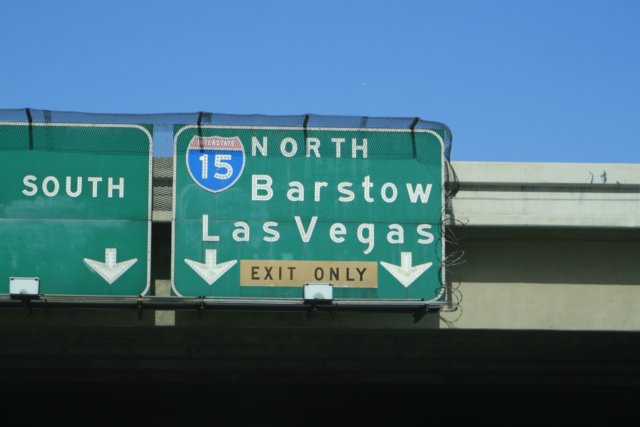 SOUTH
INTERSTATE
15
NORTH
Barstow
Las Vegas
EXIT ONLY